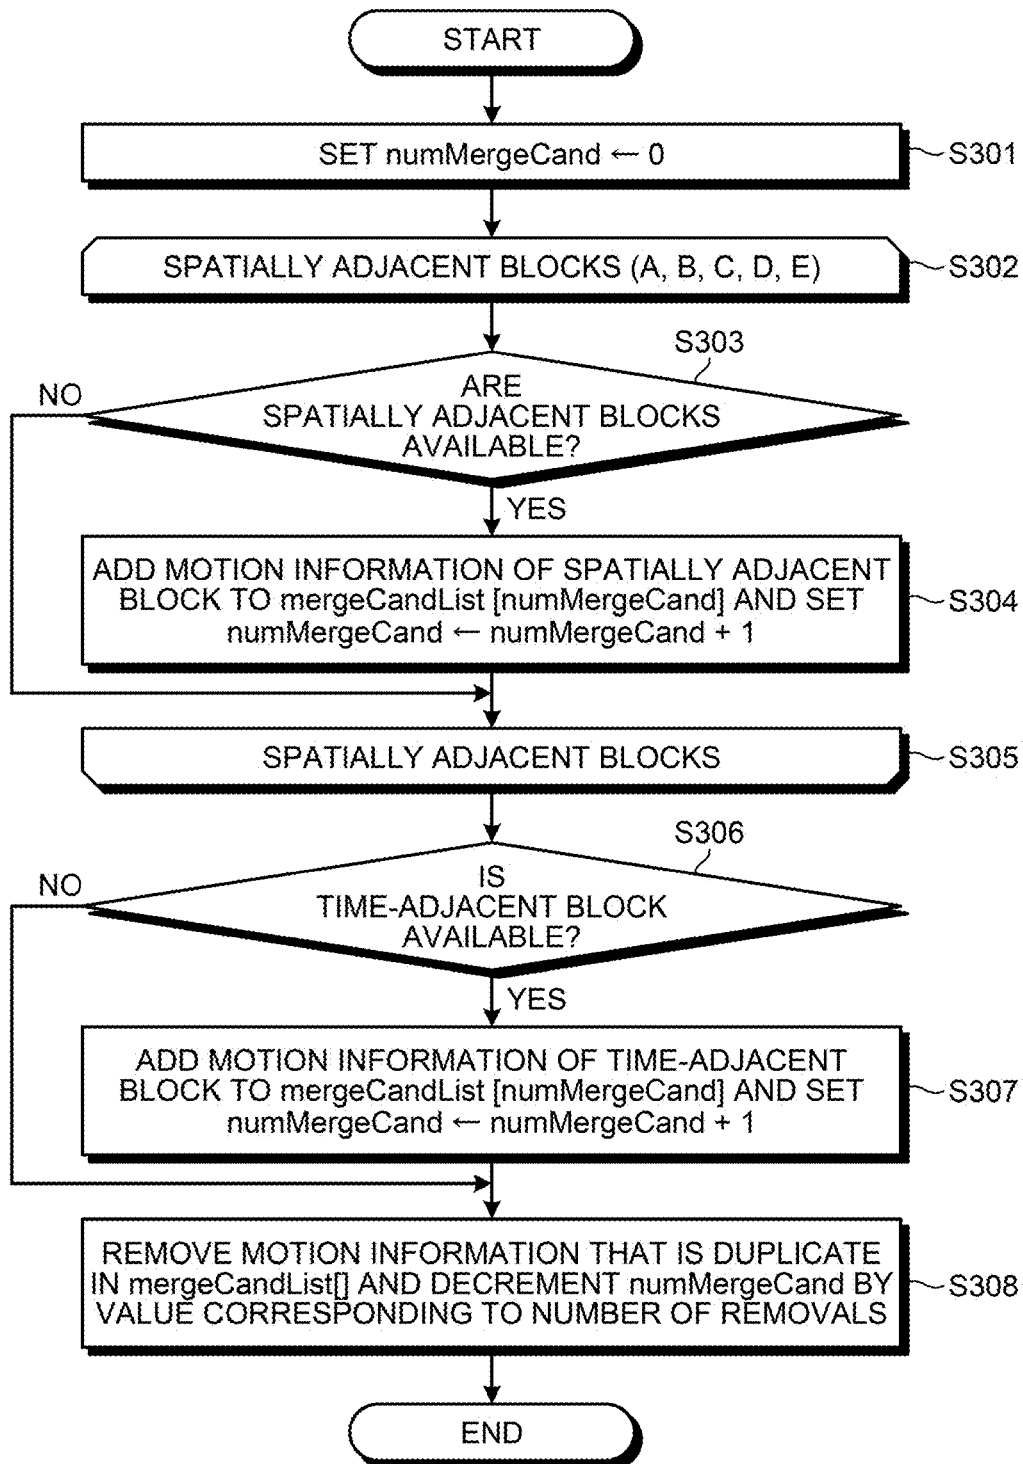 START
SET numMergeCand ← 0
S301
SPATIALLY ADJACENT BLOCKS (A, B, C, D, E)
S302
S303
NO
ARE
SPATIALLY ADJACENT BLOCKS
AVAILABLE?
YES
ADD MOTION INFORMATION OF SPATIALLY ADJACENT
BLOCK TO mergeCandList [numMergeCand] AND SET
numMergeCand ← numMergeCand + 1
S304
SPATIALLY ADJACENT BLOCKS
S305
S306
NO
IS
TIME-ADJACENT BLOCK
AVAILABLE?
YES
ADD MOTION INFORMATION OF TIME-ADJACENT
BLOCK TO mergeCandList [numMergeCand] AND SET
numMergeCand ← numMergeCand + 1
S307
REMOVE MOTION INFORMATION THAT IS DUPLICATE
IN mergeCandList[] AND DECREMENT numMergeCand BY
VALUE CORRESPONDING TO NUMBER OF REMOVALS
S308
END